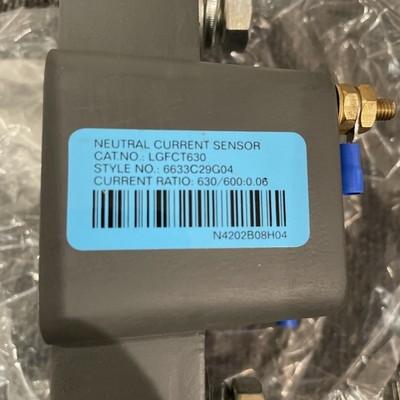 NEUTRAL CURRENT SENSOR
CAT.NO.: LGFCT630
STYLE NO.: 6633C29G04
CURRENT RATIO: 630/600:0.06
N4202B08H04